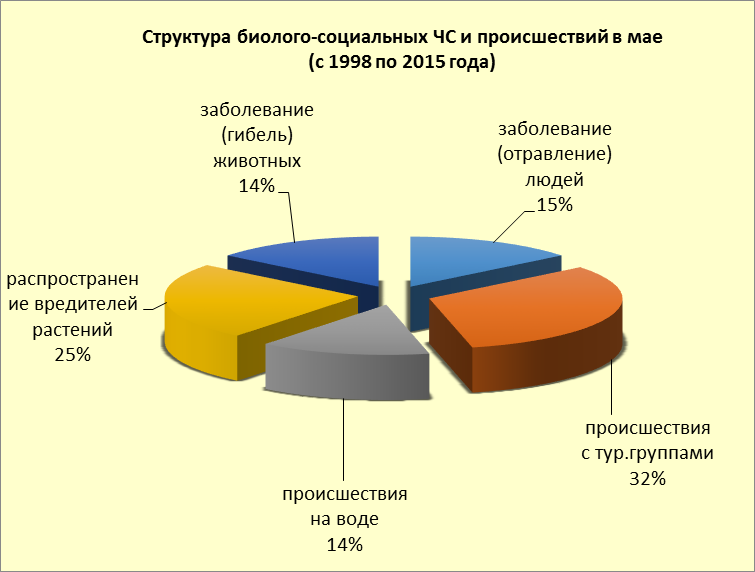 Структура биолого-социальных ЧС и происшествий в мае
(с 1998 по 2015 года)
заболевание
(гибель)
животных
14%
заболевание
(отравление)
людей
15%
распространен
ие вредителей
растений
25%
происшествия
с тур.группами
32%
происшествия
на воде
14%